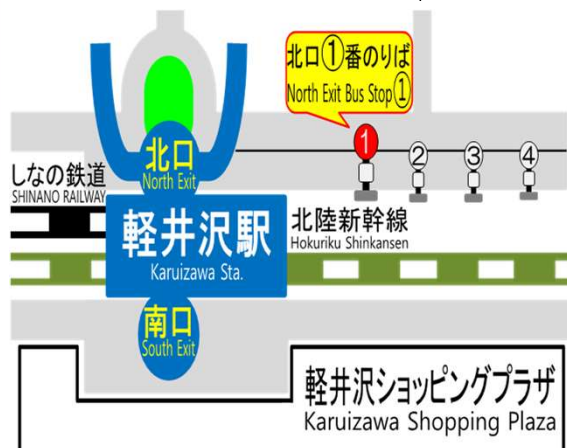 北口①番のりば
North Exit Bus Stop①
北口
North Exit
1
2
3
4
しなの鉄道
SHINANO RAILWAY
軽井沢駅
Karuizawa Sta.
北陸新幹線
Hokuriku Shinkansen
南口
South Exit
軽井沢ショッピングプラザ
Karuizawa Shopping Plaza